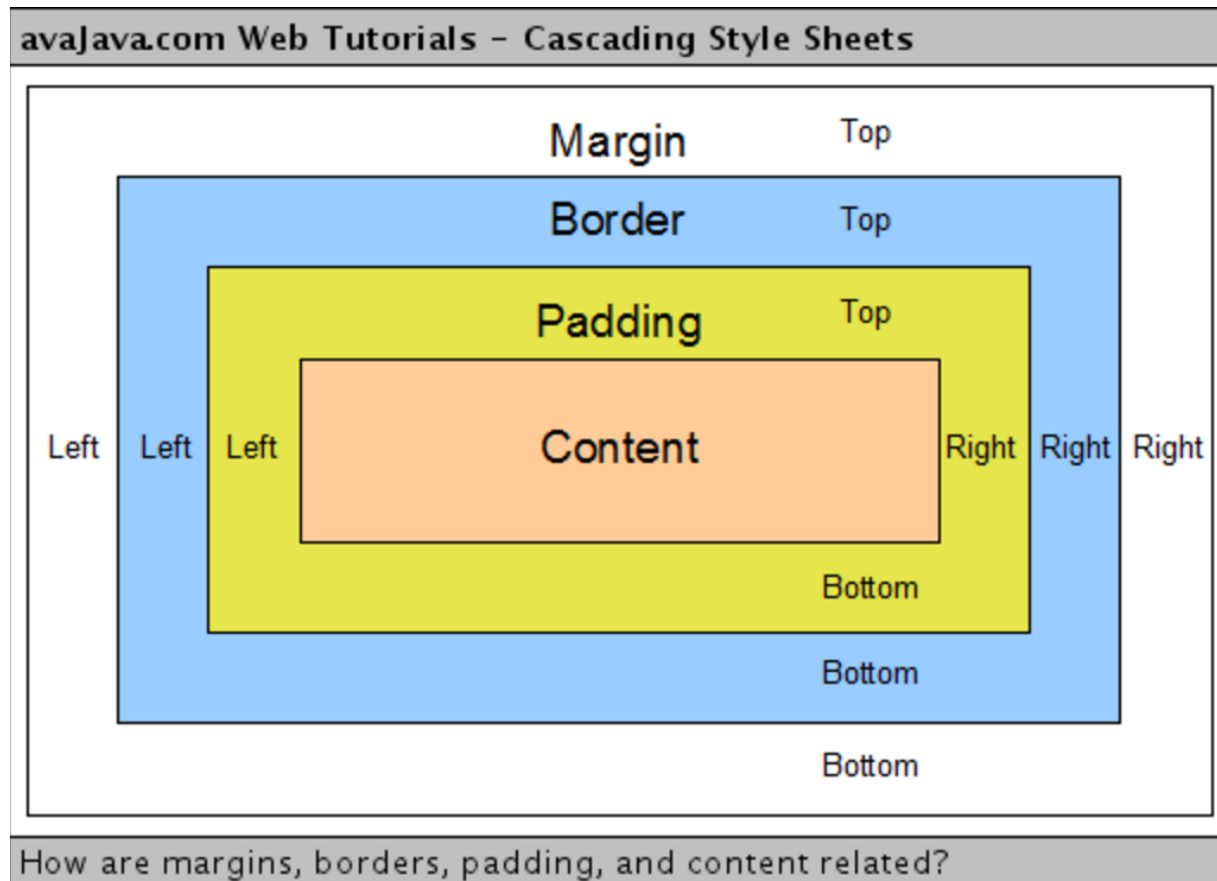 avaJava.com Web Tutorials - Cascading Style Sheets
Margin Top
Border Top
Padding Top
Left Left Left Content Right Right Right
Bottom
Bottom
Bottom
How are margins, borders, padding, and content related?